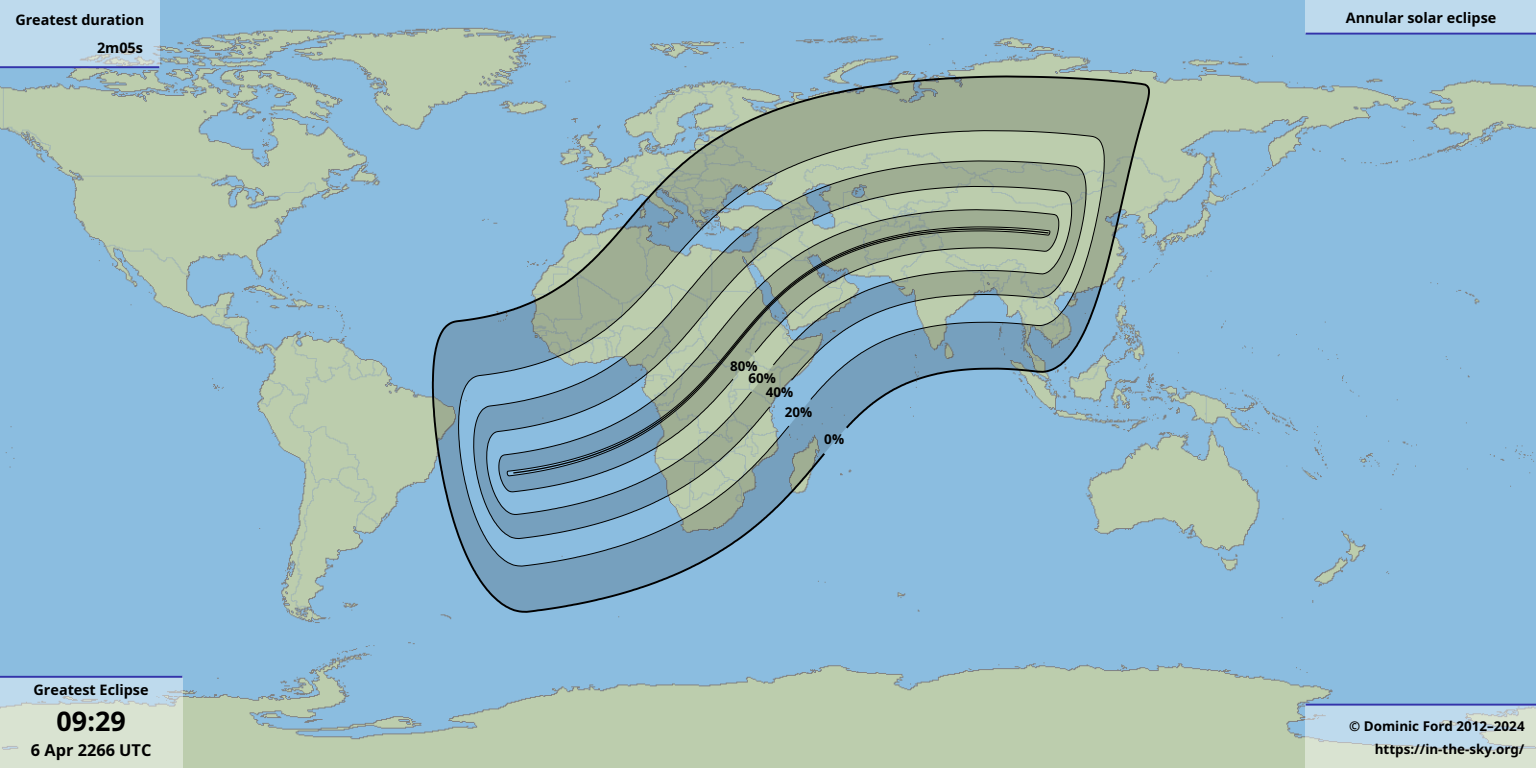 Greatest duration
2m05s
Annular solar eclipse
80%
60%
40%
20%
0%
Greatest Eclipse
09:29
6 Apr 2266 UTC
© Dominic Ford 2012–2024
https://in-the-sky.org/